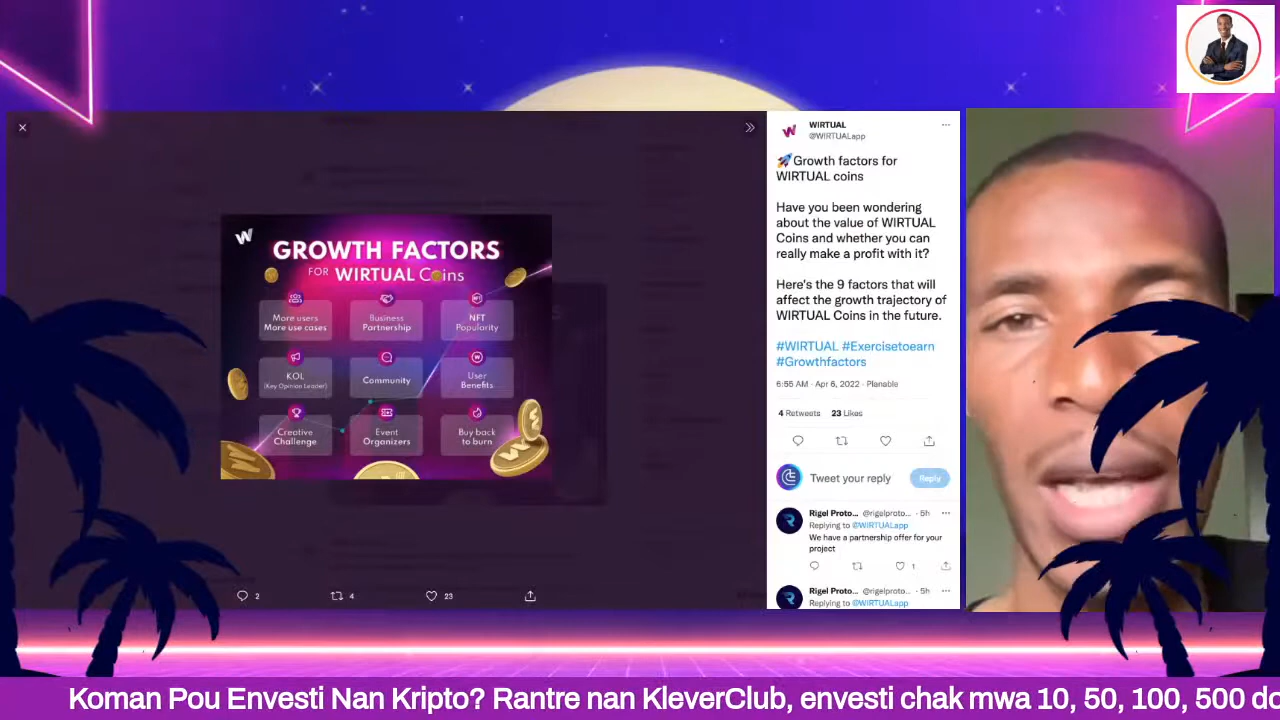 GROWTH FACTORS
FOR WIRTUAL Coins
More users
More use cases
Business
Partnership
NFT
Popularity
KOL
(Key Opinion Leader)
Community
User
Benefits
Creative
Challenge
Event
Organizers
Buy back
to burn
2
4
23
WIRTUAL
@WIRTUALapp
🚀Growth factors for
WIRTUAL coins
Have you been wondering
about the value of WIRTUAL
Coins and whether you can
really make a profit with it?
Here's the 9 factors that will
affect the growth trajectory of
WIRTUAL Coins in the future.
#WIRTUAL #Exercisetoearn
#Growthfactors
6:55 AM · Apr 5, 2022 · Planable
4 Retweets 23 Likes
Tweet your reply
Reply
Rigel Proto... @rigelproto... · 5h
Replying to @WIRTUALapp
We have a partnership offer for your
project
1
Rigel Proto... @rigelproto... · 5h
Replying to @WIRTUALapp
Koman Pou Envesti Nan Kripto? Rantre nan KleverClub, envesti chak mwa 10, 50, 100, 500 do